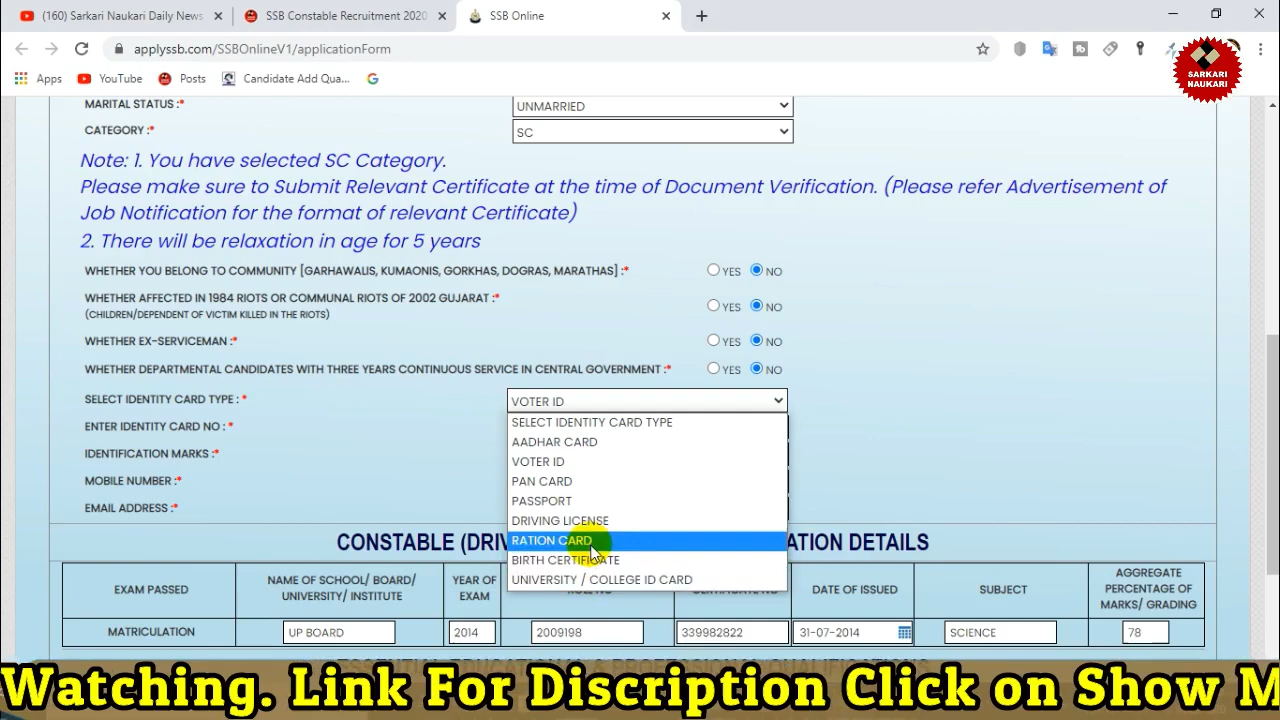 (160) Sarkari Naukari Daily News
SSB Constable Recruitment 2020
SSB Online
applyssb.com/SSBOnlineV1/applicationForm
Apps
YouTube
Posts
Candidate Add Qua...
SARKARI
NAUKARI
MARITAL STATUS :*
UNMARRIED
CATEGORY :*
SC
Note: 1. You have selected SC Category.
Please make sure to Submit Relevant Certificate at the time of Document Verification. (Please refer Advertisement of
Job Notification for the format of relevant Certificate)
2. There will be relaxation in age for 5 years
WHETHER YOU BELONG TO COMMUNITY [GARHAWALIS, KUMAONIS, GORKHAS, DOGRAS, MARATHAS] :*
YES NO
WHETHER AFFECTED IN 1984 RIOTS OR COMMUNAL RIOTS OF 2002 GUJARAT :*
(CHILDREN/DEPENDENT OF VICTIM KILLED IN THE RIOTS)
YES NO
WHETHER EX-SERVICEMAN :*
YES NO
WHETHER DEPARTMENTAL CANDIDATES WITH THREE YEARS CONTINUOUS SERVICE IN CENTRAL GOVERNMENT :*
YES NO
SELECT IDENTITY CARD TYPE : *
VOTER ID
ENTER IDENTITY CARD NO : *
IDENTIFICATION MARKS :*
MOBILE NUMBER :*
EMAIL ADDRESS :*
SELECT IDENTITY CARD TYPE
AADHAR CARD
VOTER ID
PAN CARD
PASSPORT
DRIVING LICENSE
RATION CARD
BIRTH CERTIFICATE
UNIVERSITY / COLLEGE ID CARD
EXAM PASSED
NAME OF SCHOOL/ BOARD/
UNIVERSITY/ INSTITUTE
YEAR OF
EXAM
DATE OF ISSUED
SUBJECT
AGGREGATE
PERCENTAGE OF
MARKS/ GRADING
MATRICULATION
UP BOARD
2014
2009198
339982822
31-07-2014
SCIENCE
78
Watching. Link For Discription Click on Show M